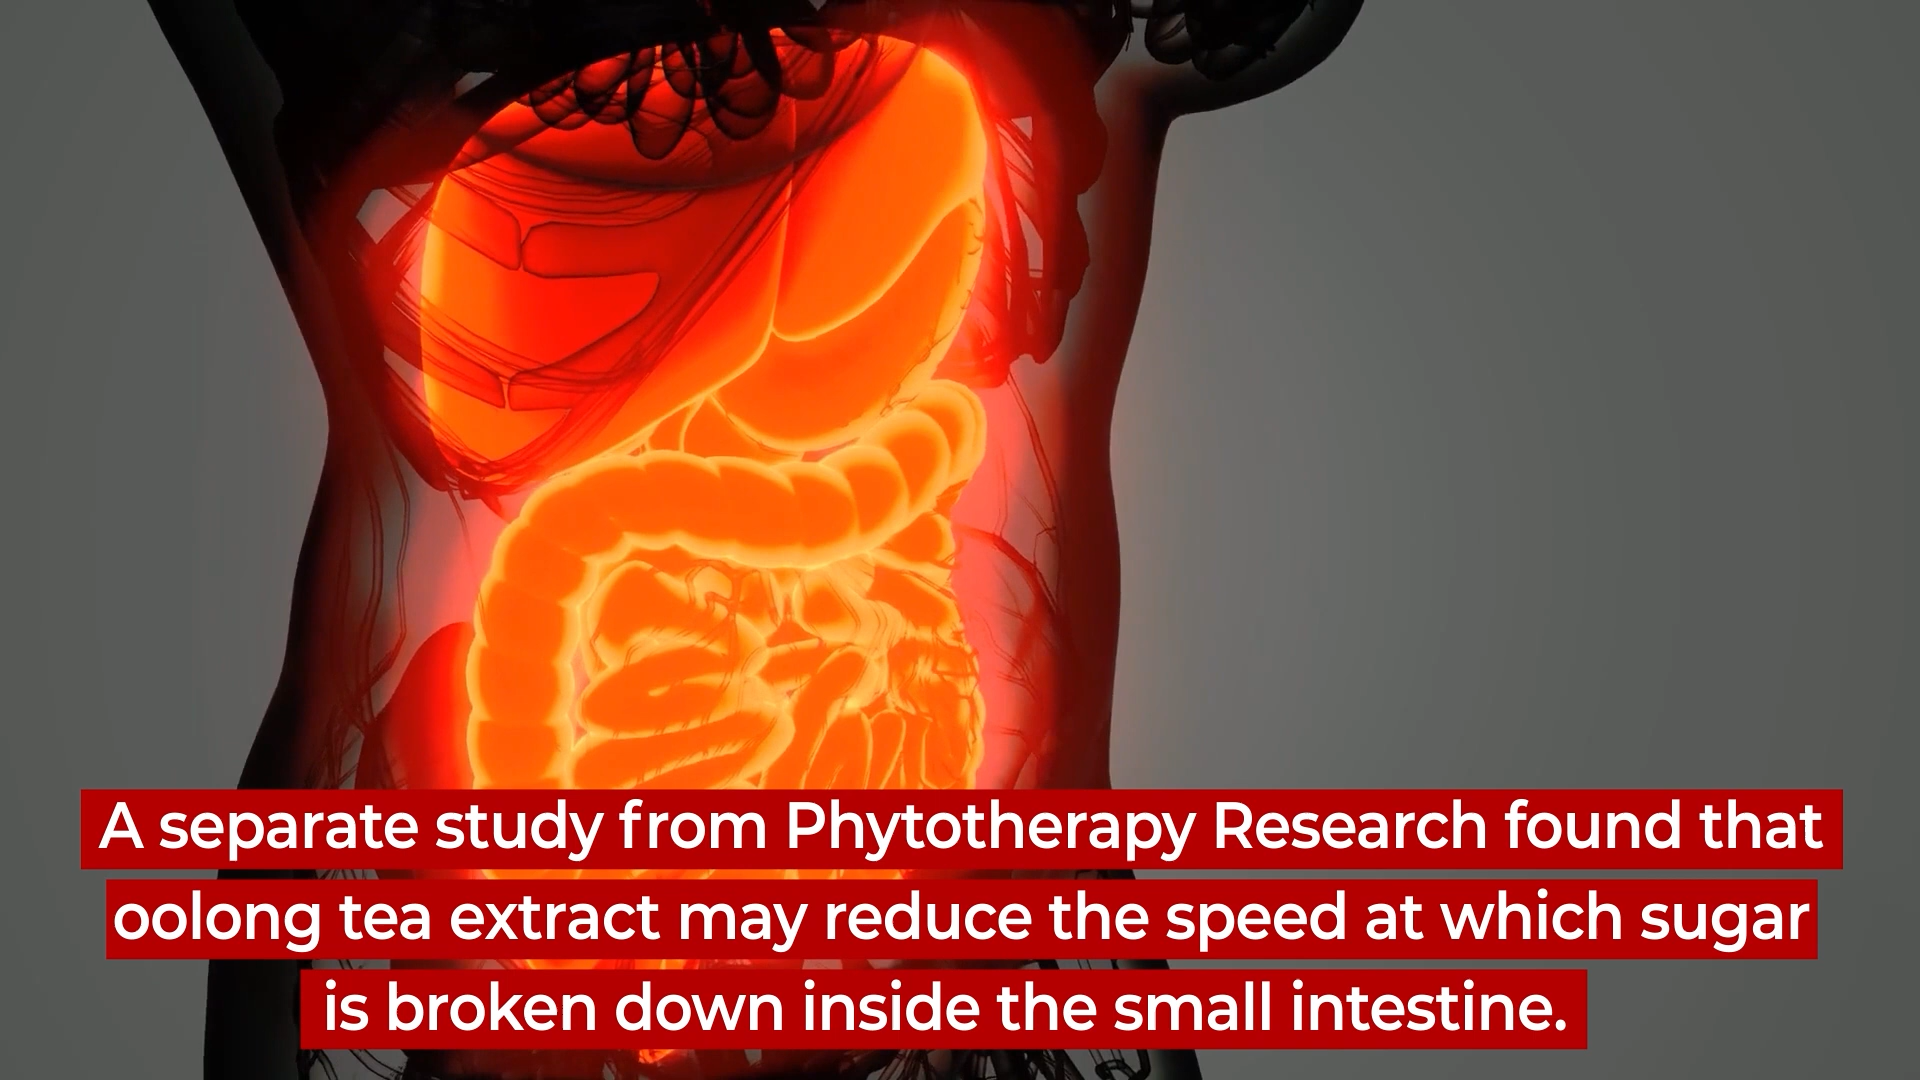 A separate study from Phytotherapy Research found that
oolong tea extract may reduce the speed at which sugar
is broken down inside the small intestine.